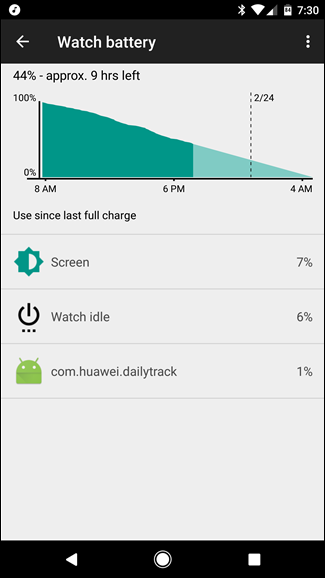 7:30
Watch battery
44% - approx. 9 hrs left
100%
2/24
0%
8 AM
6 PM
4 AM
Use since last full charge
Screen 7%
Watch idle 6%
com.huawei.dailytrack 1%